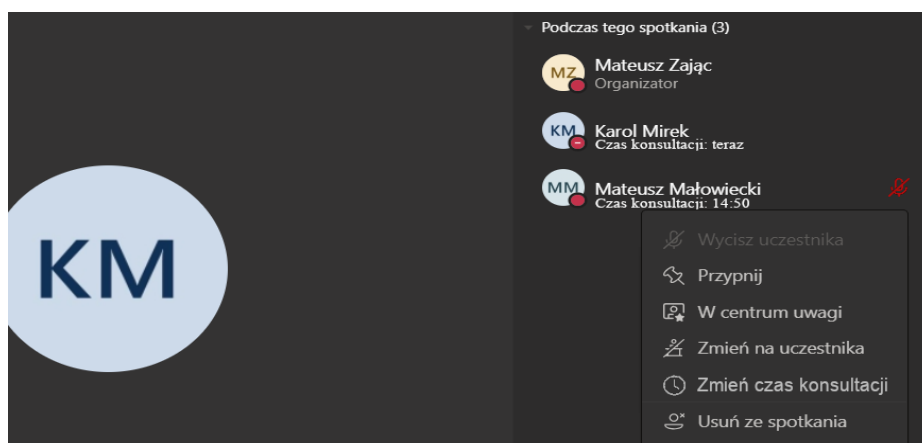 Podczas tego spotkania (3)
MZ
Mateusz Zając
Organizator
KM
Karol Mirek
Czas konsultacji: teraz
MM
Mateusz Małowiecki
Czas konsultacji: 14:50
KM
Wycisz uczestnika
Przypnij
W centrum uwagi
Zmień na uczestnika
Zmień czas konsultacji
Usuń ze spotkania